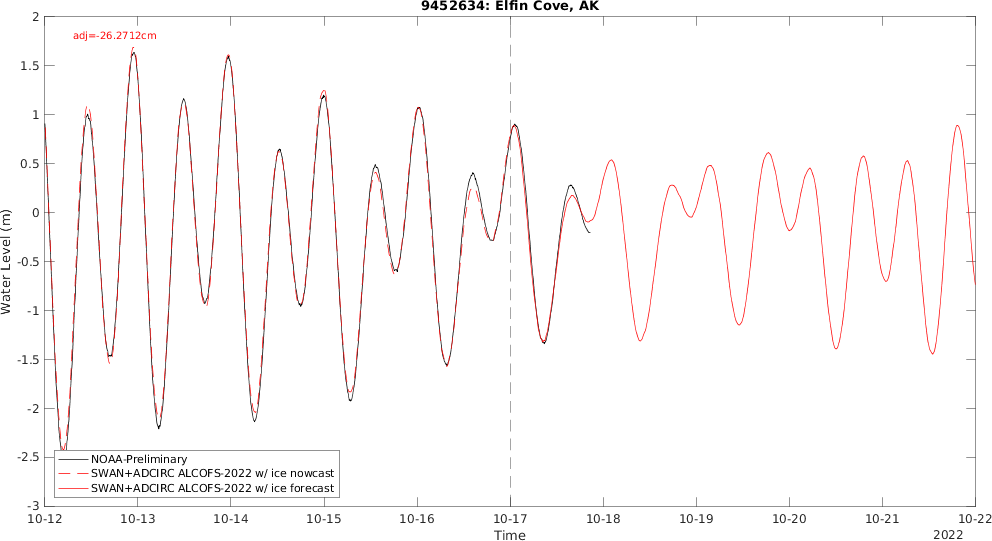 9452634: Elfin Cove, AK
adj=-26.2712cm
2
1.5
1
0.5
0
-0.5
-1
-1.5
-2
-2.5
-3
Water Level (m)
NOAA-Preliminary
SWAN+ADCIRC ALCOFS-2022 w/ ice nowcast
SWAN+ADCIRC ALCOFS-2022 w/ ice forecast
10-12 10-13 10-14 10-15 10-16 10-17 10-18 10-19 10-20 10-21 10-22
Time
2022